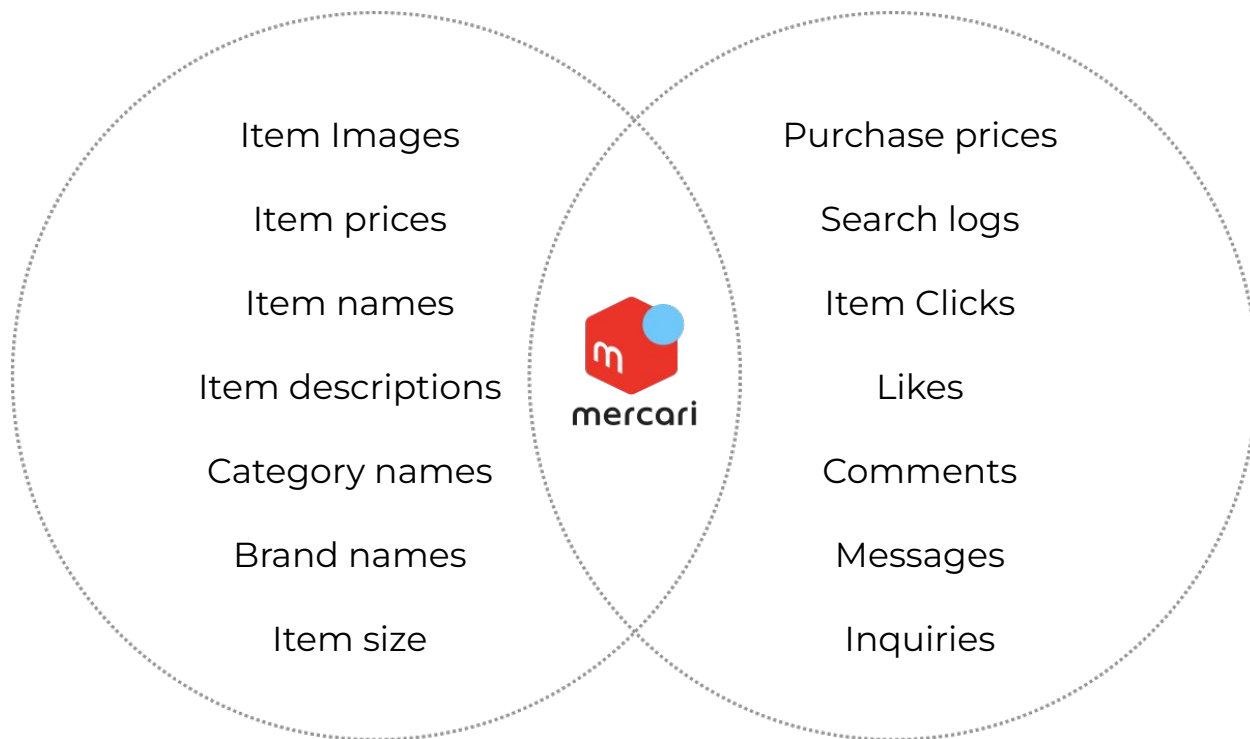 Item Images
Item prices
Item names
Item descriptions
Category names
Brand names
Item size
m
mercari
Purchase prices
Search logs
Item Clicks
Likes
Comments
Messages
Inquiries